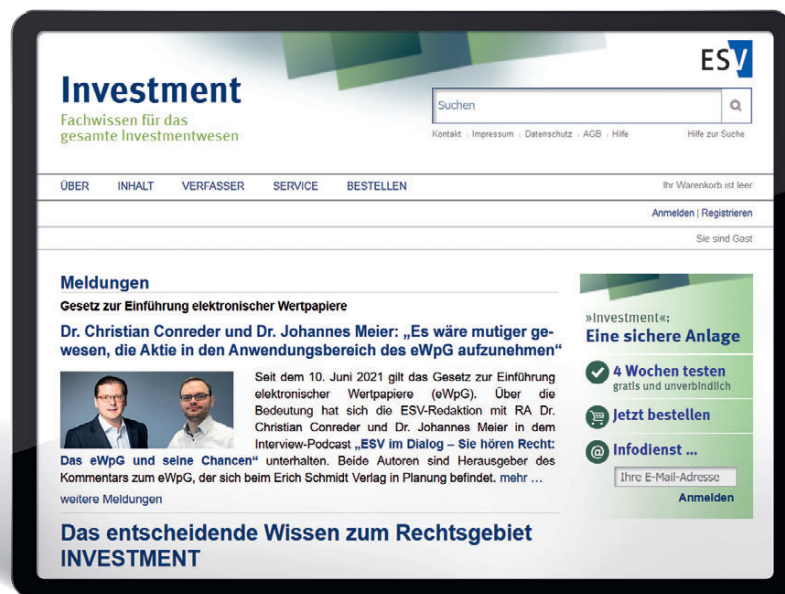 ESV
Investment
Fachwissen für das
gesamte Investmentwesen
Suchen
Kontakt | Impressum | Datenschutz | AGB | Hilfe
Hilfe zur Suche
ÜBER INHALT VERFASSER SERVICE BESTELLEN
Ihr Warenkorb ist leer
Anmelden | Registrieren
Sie sind Gast
Meldungen
Gesetz zur Einführung elektronischer Wertpapiere
Dr. Christian Conreder und Dr. Johannes Meier: „Es wäre mutiger ge-
wesen, die Aktie in den Anwendungsbereich des eWpG aufzunehmen“
Seit dem 10. Juni 2021 gilt das Gesetz zur Einführung
elektronischer Wertpapiere (eWpG). Über die
Bedeutung hat sich die ESV-Redaktion mit RA Dr.
Christian Conreder und Dr. Johannes Meier in dem
Interview-Podcast „ESV im Dialog – Sie hören Recht:
Das eWpG und seine Chancen“ unterhalten. Beide Autoren sind Herausgeber des
Kommentars zum eWpG, der sich beim Erich Schmidt Verlag in Planung befindet. mehr …
weitere Meldungen
Das entscheidende Wissen zum Rechtsgebiet
INVESTMENT
»Investment«:
Eine sichere Anlage
4 Wochen testen
gratis und unverbindlich
Jetzt bestellen
@ Infodienst ...
Ihre E-Mail-Adresse
Anmelden